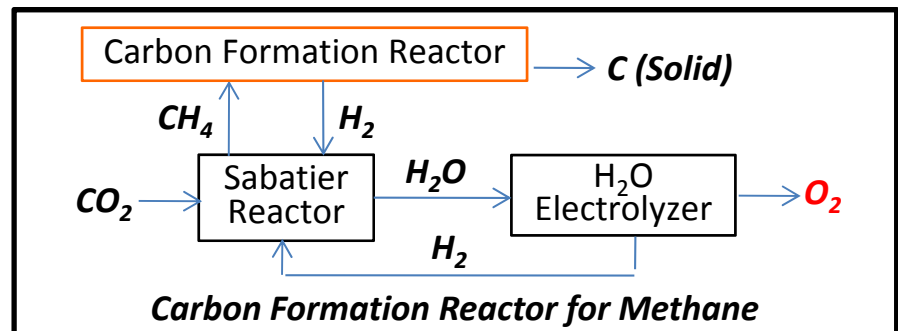 Carbon Formation Reactor
C (Solid)
CH₄
H₂
CO₂
Sabatier
Reactor
H₂O
H₂O
Electrolyzer
O₂
H₂
Carbon Formation Reactor for Methane